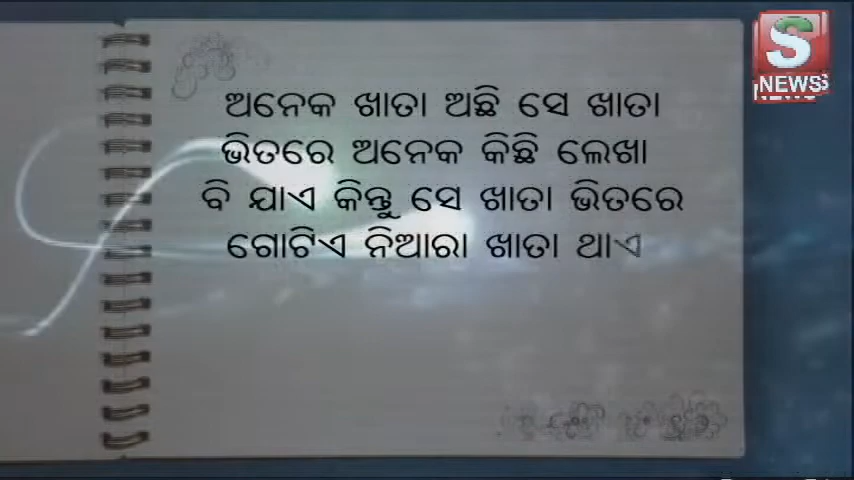 ଅନେକ ଖାତା ଅଛି ସେ ଖାତା
ଭିତରେ ଅନେକ କିଛି ଲେଖା
ବି ଯାଏ କିନ୍ତୁ ସେ ଖାତା ଭିତରେ
ଗୋଟିଏ ନିଆରା ଖାତା ଥାଏ
S
NEWS